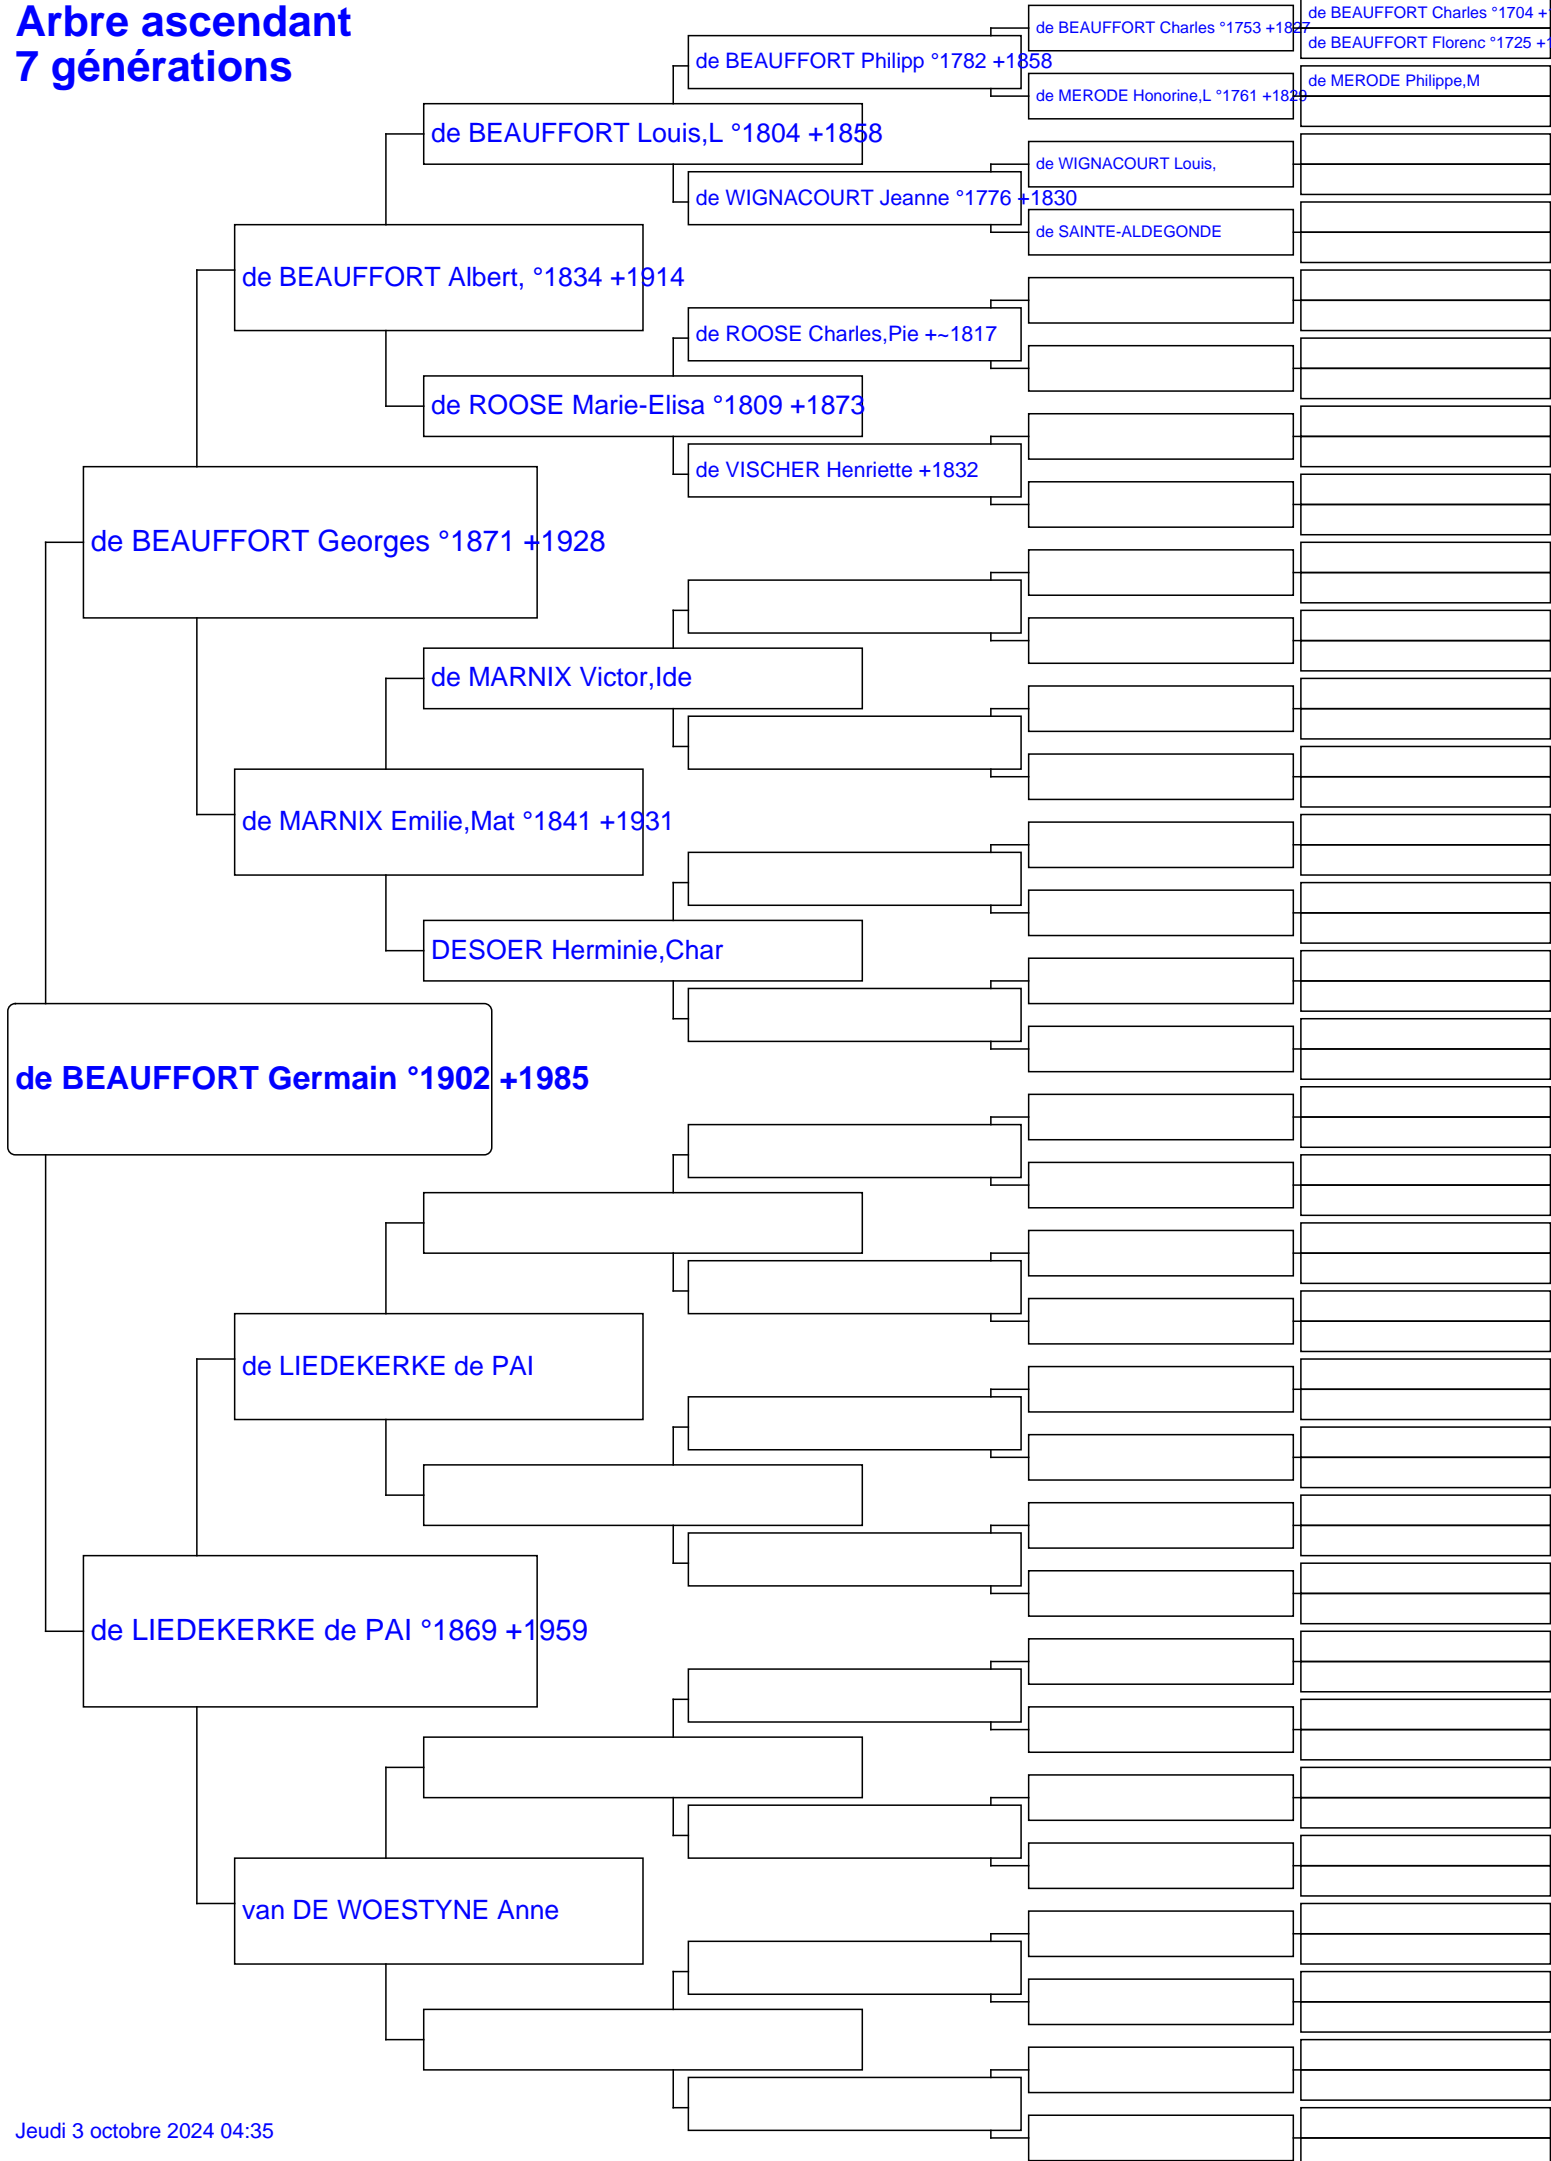 Arbre ascendant
7 générations
de BEAUFFORT Charles °1704 +
de BEAUFFORT Charles °1753 +1827
de BEAUFFORT Florenc °1725 +1
de BEAUFFORT Philipp °1782 +1858
de MERODE Philippe,M
de MERODE Honorine,L °1761 +1829
de BEAUFFORT Louis,L °1804 +1858
de WIGNACOURT Louis,
de WIGNACOURT Jeanne °1776 +1830
de SAINTE-ALDEGONDE
de BEAUFFORT Albert, °1834 +1914
de ROOSE Charles,Pie +~1817
de ROOSE Marie-Elisa °1809 +1873
de VISCHER Henriette +1832
de BEAUFFORT Georges °1871 +1928
de MARNIX Victor,Ide
de MARNIX Emilie,Mat °1841 +1931
DESOER Herminie,Char
de BEAUFFORT Germain °1902 +1985
de LIEDEKERKE de PAI
de LIEDEKERKE de PAI °1869 +1959
van DE WOESTYNE Anne
Jeudi 3 octobre 2024 04:35